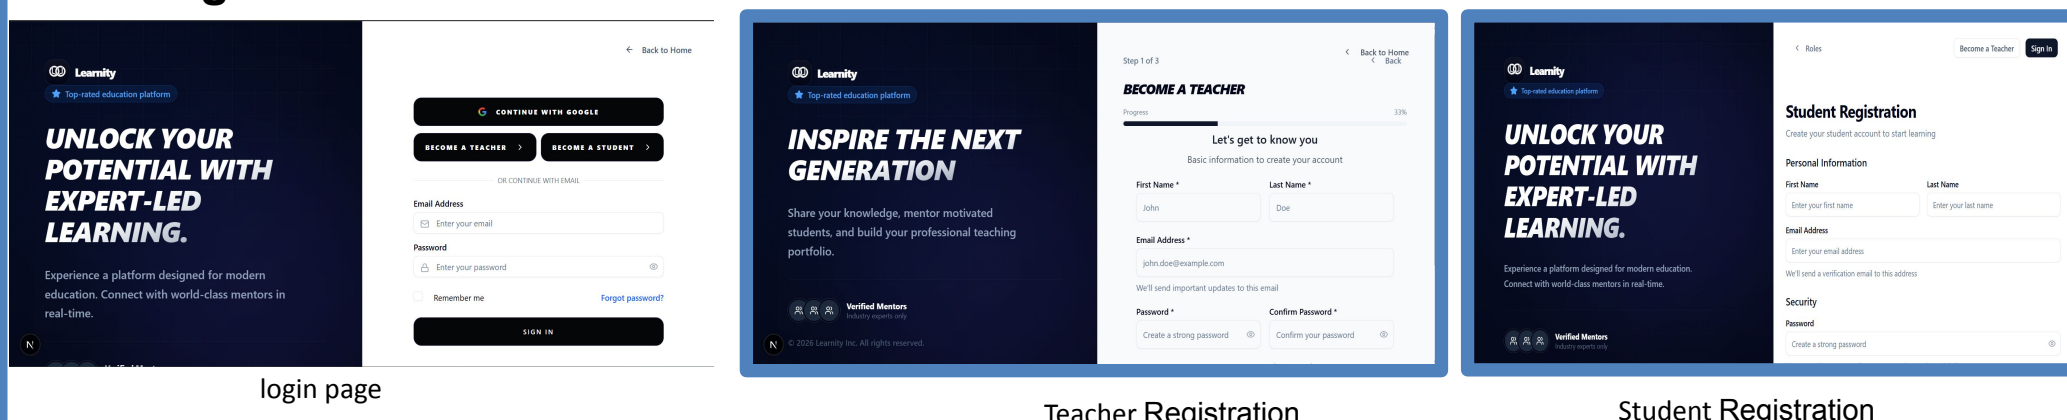 Learnity
Top-rated education platform
UNLOCK YOUR
POTENTIAL WITH
EXPERT-LED
LEARNING.
Experience a platform designed for modern
education. Connect with world-class mentors in
real-time.
N
← Back to Home
CONTINUE WITH GOOGLE
BECOME A TEACHER >
BECOME A STUDENT >
OR CONTINUE WITH EMAIL
Email Address
Enter your email
Password
Enter your password
Remember me
Forgot password?
SIGN IN
login page
Learnity
Top-rated education platform
INSPIRE THE NEXT
GENERATION
Share your knowledge, mentor motivated
students, and build your professional teaching
portfolio.
Verified Mentors
Industry experts only
N
© 2026 Learnity Inc. All rights reserved.
< Back to Home
< Back
Step 1 of 3
BECOME A TEACHER
Progress 33%
Let's get to know you
Basic information to create your account
First Name * Last Name *
John Doe
Email Address *
john.doe@example.com
We'll send important updates to this email
Password * Confirm Password *
Create a strong password Confirm your password
Teacher Registration
Learnity
Top-rated education platform
UNLOCK YOUR
POTENTIAL WITH
EXPERT-LED
LEARNING.
Experience a platform designed for modern education.
Connect with world-class mentors in real-time.
Verified Mentors
Industry experts only
< Roles
Become a Teacher Sign In
Student Registration
Create your student account to start learning
Personal Information
First Name Last Name
Enter your first name Enter your last name
Email Address
Enter your email address
We'll send a verification email to this address
Security
Password
Create a strong password
Student Registration